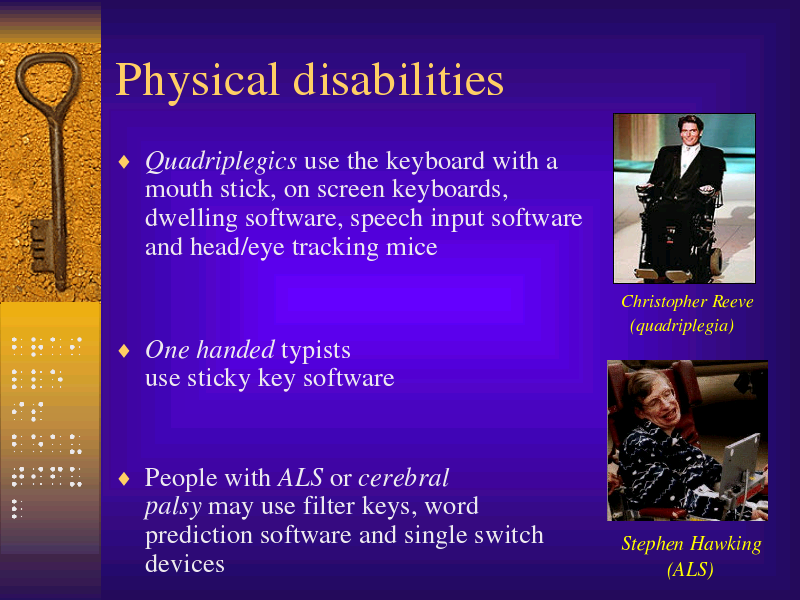 Physical disabilities
♦ Quadriplegics use the keyboard with a
mouth stick, on screen keyboards,
dwelling software, speech input software
and head/eye tracking mice
Christopher Reeve
(quadriplegia)
♦ One handed typists
use sticky key software
♦ People with ALS or cerebral
palsy may use filter keys, word
prediction software and single switch
devices
Stephen Hawking
(ALS)